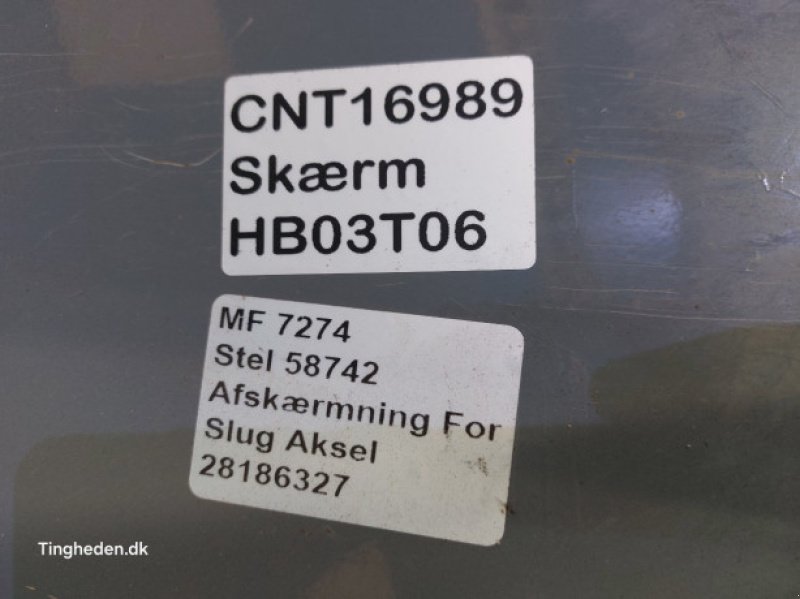 CNT16989
Skærm
HB03T06
MF 7274
Stel 58742
Afskærmning For
Slug Aksel
28186327
Tingheden.dk